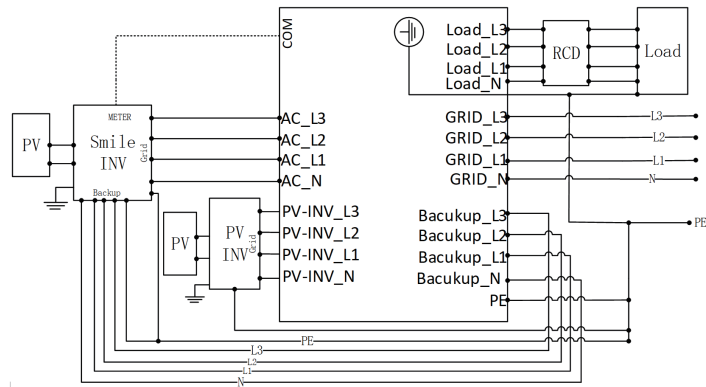 COM
Load_L3
Load_L2
Load_L1
Load_N
RCD
Load
METER
Smile
INV
Grid
Backup
PV
AC_L3
AC_L2
AC_L1
AC_N
GRID_L3
GRID_L2
GRID_L1
GRID_N
L3
L2
L1
N
PE
PV
PV
INV
Grid
PV-INV_L3
PV-INV_L2
PV-INV_L1
PV-INV_N
Bacukup_L3
Bacukup_L2
Bacukup_L1
Bacukup_N
PE
PE
L3
L2
L1
N